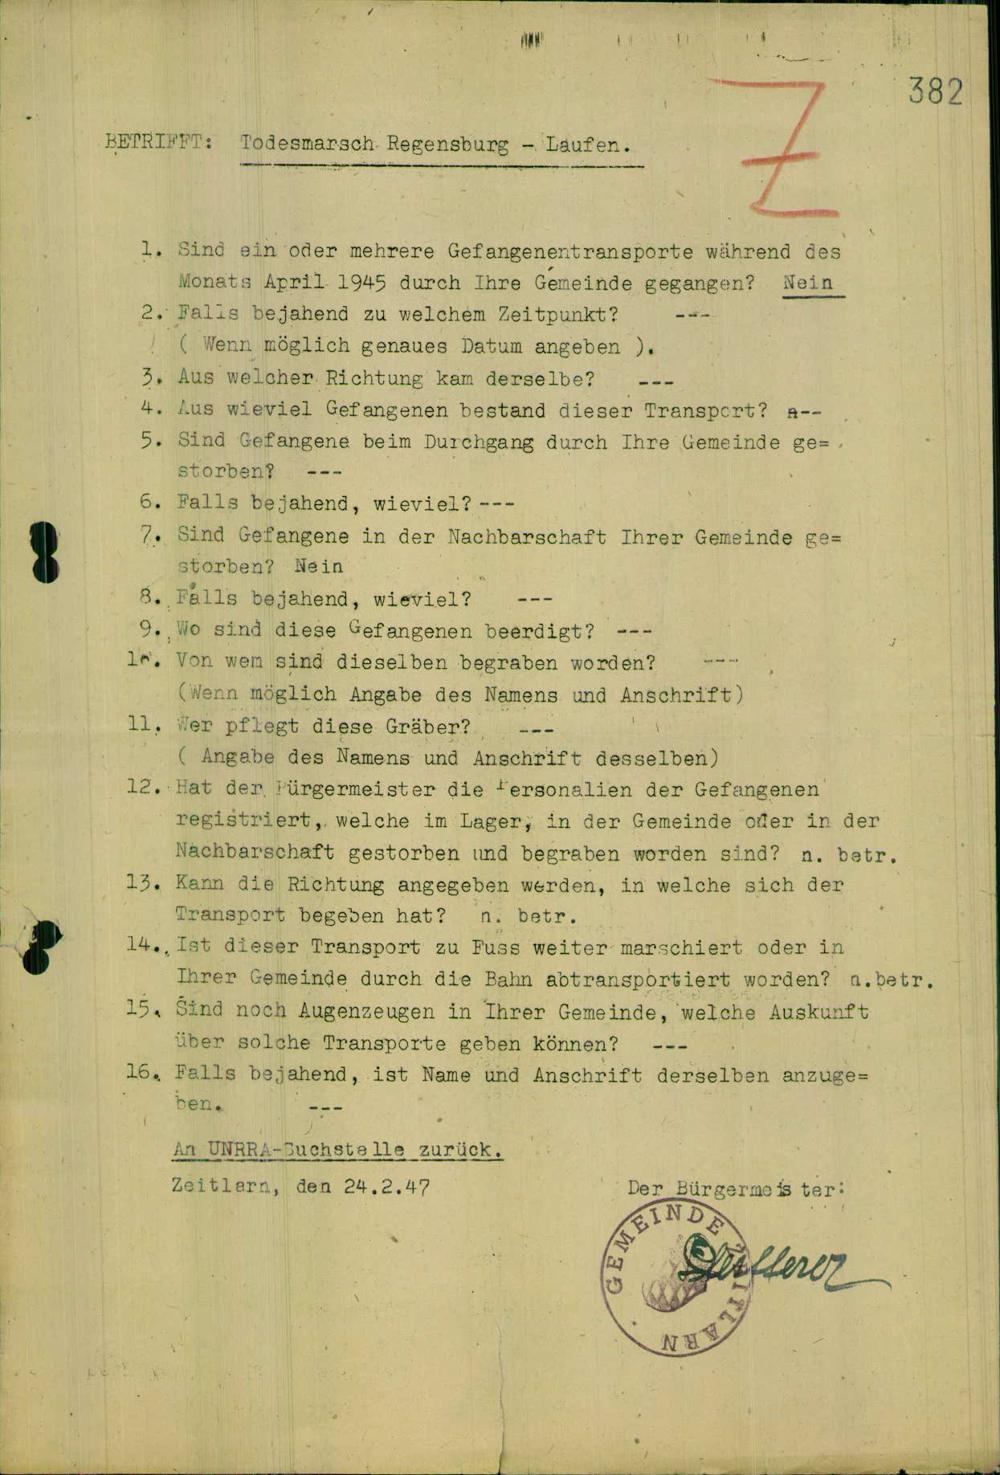 382
Z
BETRIFFT: Todesmarsch Regensburg - Laufen.
1. Sind ein oder mehrere Gefangenentransporte während des
Monats April 1945 durch Ihre Gemeinde gegangen? Nein
2. Falls bejahend zu welchem Zeitpunkt? ---
( Wenn möglich genaues Datum angeben ).
3. Aus welcher Richtung kam derselbe? ---
4. Aus wieviel Gefangenen bestand dieser Transport? a--
5. Sind Gefangene beim Durchgang durch Ihre Gemeinde ge=
storben? ---
6. Falls bejahend, wieviel? ---
7. Sind Gefangene in der Nachbarschaft Ihrer Gemeinde ge=
storben? Nein
8. Falls bejahend, wieviel? ---
9. Wo sind diese Gefangenen beerdigt? ---
10. Von wem sind dieselben begraben worden? ---
(Wenn möglich Angabe des Namens und Anschrift)
11. Wer pflegt diese Gräber? ---
( Angabe des Namens und Anschrift desselben)
12. Hat der Bürgermeister die Personalien der Gefangenen
registriert, welche im Lager, in der Gemeinde oder in der
Nachbarschaft gestorben und begraben worden sind? n. betr.
13. Kann die Richtung angegeben werden, in welche sich der
Transport begeben hat? n. betr.
14. Ist dieser Transport zu Fuss weiter marschiert oder in
Ihrer Gemeinde durch die Bahn abtransportiert worden? n.betr.
15. Sind noch Augenzeugen in Ihrer Gemeinde, welche Auskunft
über solche Transporte geben können? ---
16. Falls bejahend, ist Name und Anschrift derselben anzuge=
ben. ---
An UNRRA-Suchstelle zurück.
Zeitlarn, den 24.2.47 Der Bürgermeister:
GEMEINDE ZEITLARN